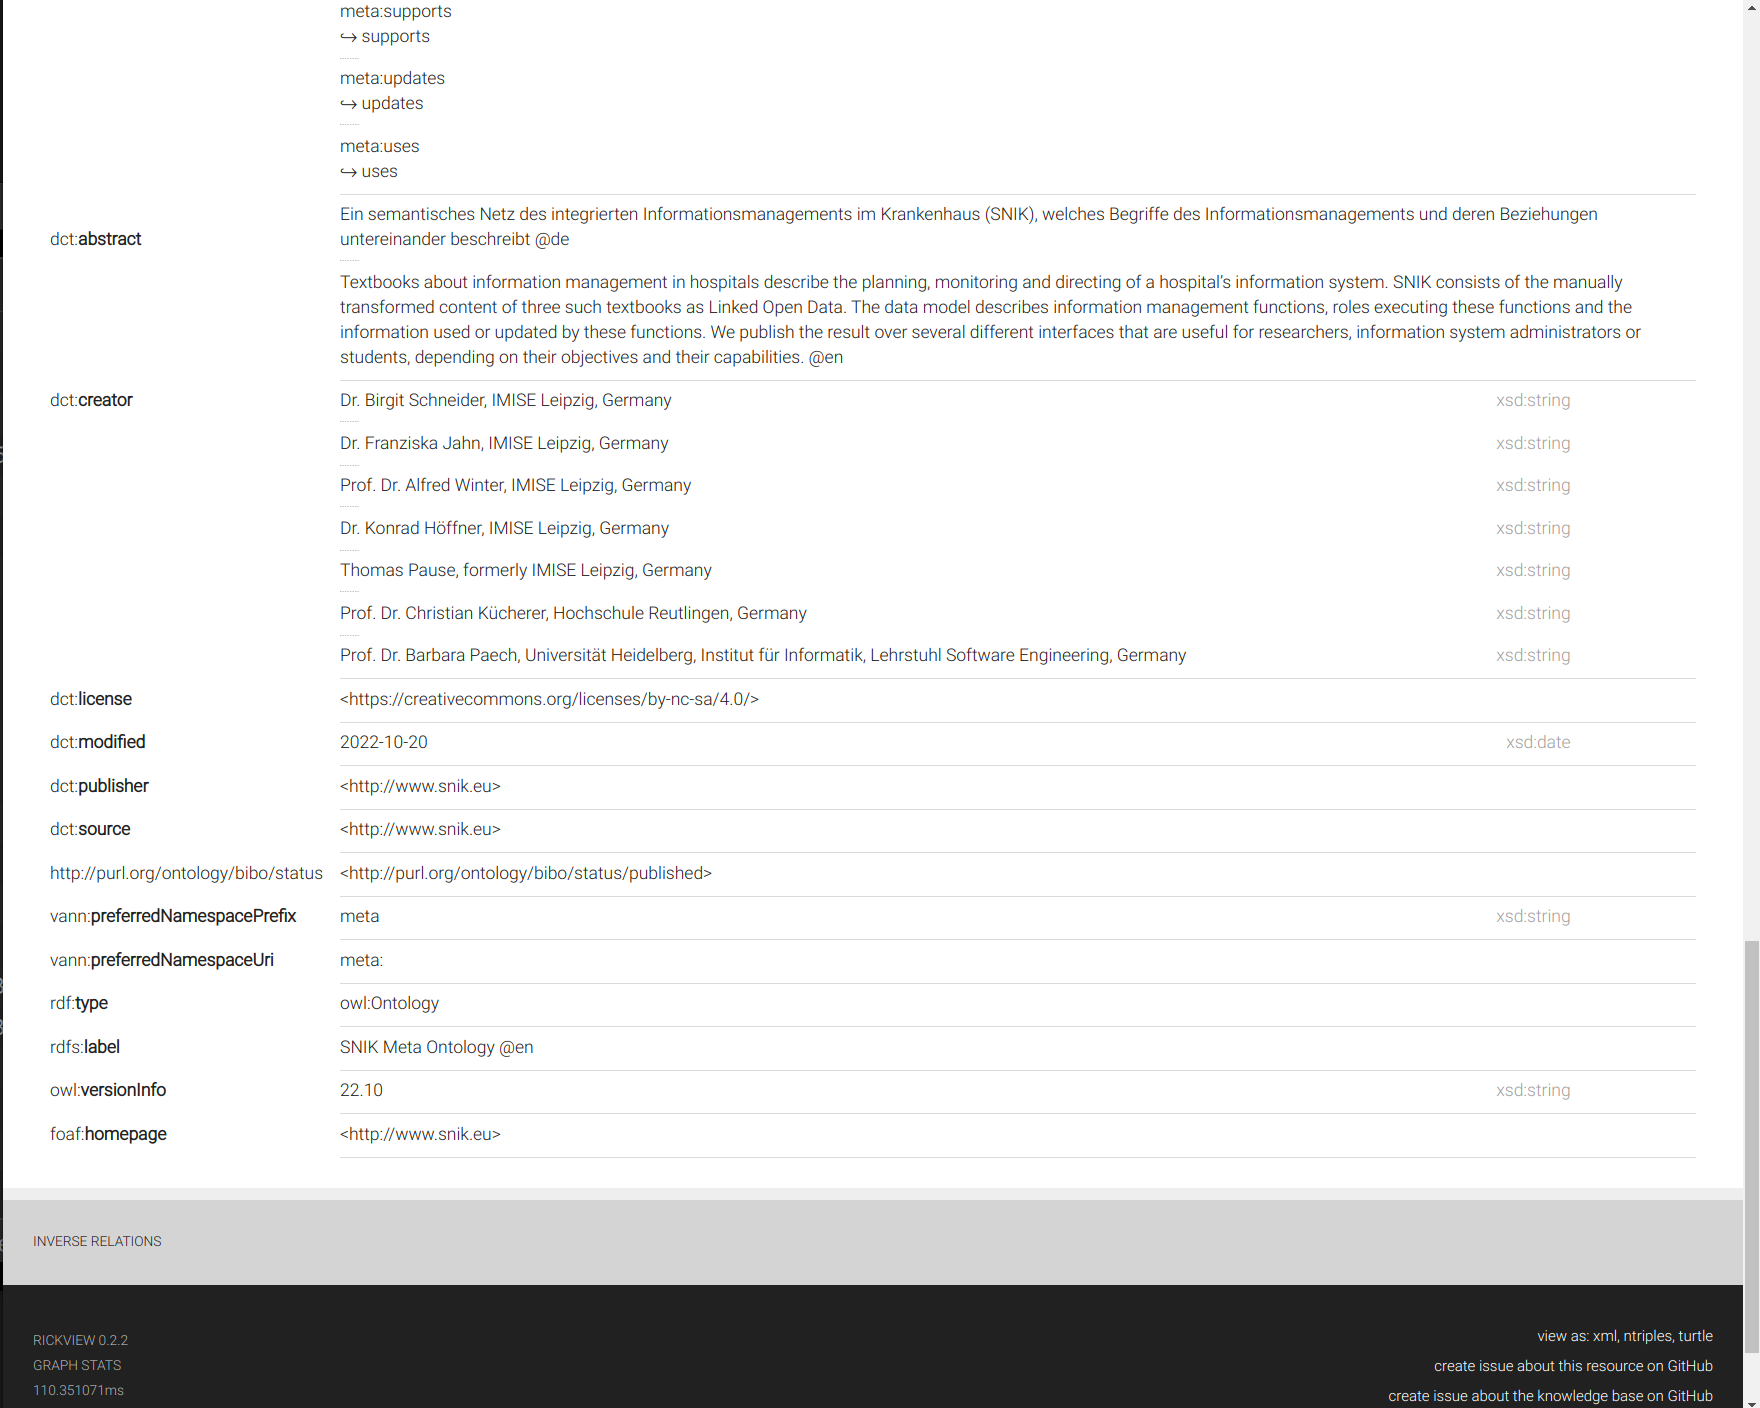 meta:supports
↪ supports
meta:updates
↪ updates
meta:uses
↪ uses
dct:abstract
Ein semantisches Netz des integrierten Informationsmanagements im Krankenhaus (SNIK), welches Begriffe des Informationsmanagements und deren Beziehungen
untereinander beschreibt @de
Textbooks about information management in hospitals describe the planning, monitoring and directing of a hospital's information system. SNIK consists of the manually
transformed content of three such textbooks as Linked Open Data. The data model describes information management functions, roles executing these functions and the
information used or updated by these functions. We publish the result over several different interfaces that are useful for researchers, information system administrators or
students, depending on their objectives and their capabilities. @en
dct:creator Dr. Birgit Schneider, IMISE Leipzig, Germany xsd:string
Dr. Franziska Jahn, IMISE Leipzig, Germany xsd:string
Prof. Dr. Alfred Winter, IMISE Leipzig, Germany xsd:string
Dr. Konrad Höffner, IMISE Leipzig, Germany xsd:string
Thomas Pause, formerly IMISE Leipzig, Germany xsd:string
Prof. Dr. Christian Kücherer, Hochschule Reutlingen, Germany xsd:string
Prof. Dr. Barbara Paech, Universität Heidelberg, Institut für Informatik, Lehrstuhl Software Engineering, Germany xsd:string
dct:license <https://creativecommons.org/licenses/by-nc-sa/4.0/>
dct:modified 2022-10-20 xsd:date
dct:publisher <http://www.snik.eu>
dct:source <http://www.snik.eu>
http://purl.org/ontology/bibo/status <http://purl.org/ontology/bibo/status/published>
vann:preferredNamespacePrefix meta xsd:string
vann:preferredNamespaceUri meta:
rdf:type owl:Ontology
rdfs:label SNIK Meta Ontology @en
owl:versionInfo 22.10 xsd:string
foaf:homepage <http://www.snik.eu>
INVERSE RELATIONS
RICKVIEW 0.2.2
GRAPH STATS
110.351071ms
view as: xml, ntriples, turtle
create issue about this resource on GitHub
create issue about the knowledge base on GitHub